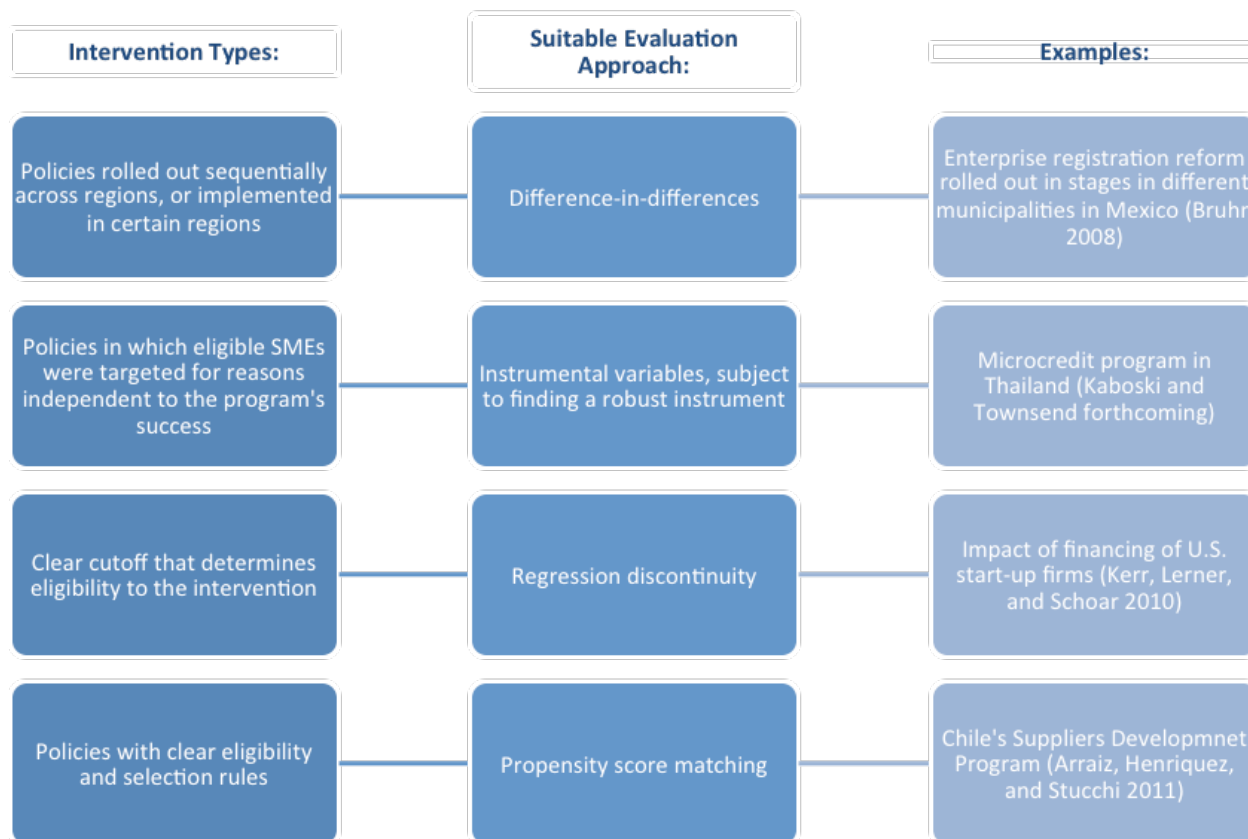 Intervention Types:
Suitable Evaluation
Approach:
Examples:
Policies rolled out sequentially
across regions, or implemented
in certain regions
Difference-in-differences
Enterprise registration reform
rolled out in stages in different
municipalities in Mexico (Bruhn
2008)
Policies in which eligible SMEs
were targeted for reasons
independent to the program's
success
Instrumental variables, subject
to finding a robust instrument
Microcredit program in
Thailand (Kaboski and
Townsend forthcoming)
Clear cutoff that determines
eligibility to the intervention
Regression discontinuity
Impact of financing of U.S.
start-up firms (Kerr, Lerner,
and Schoar 2010)
Policies with clear eligibility
and selection rules
Propensity score matching
Chile's Suppliers Developmnet
Program (Arraiz, Henriquez,
and Stucchi 2011)